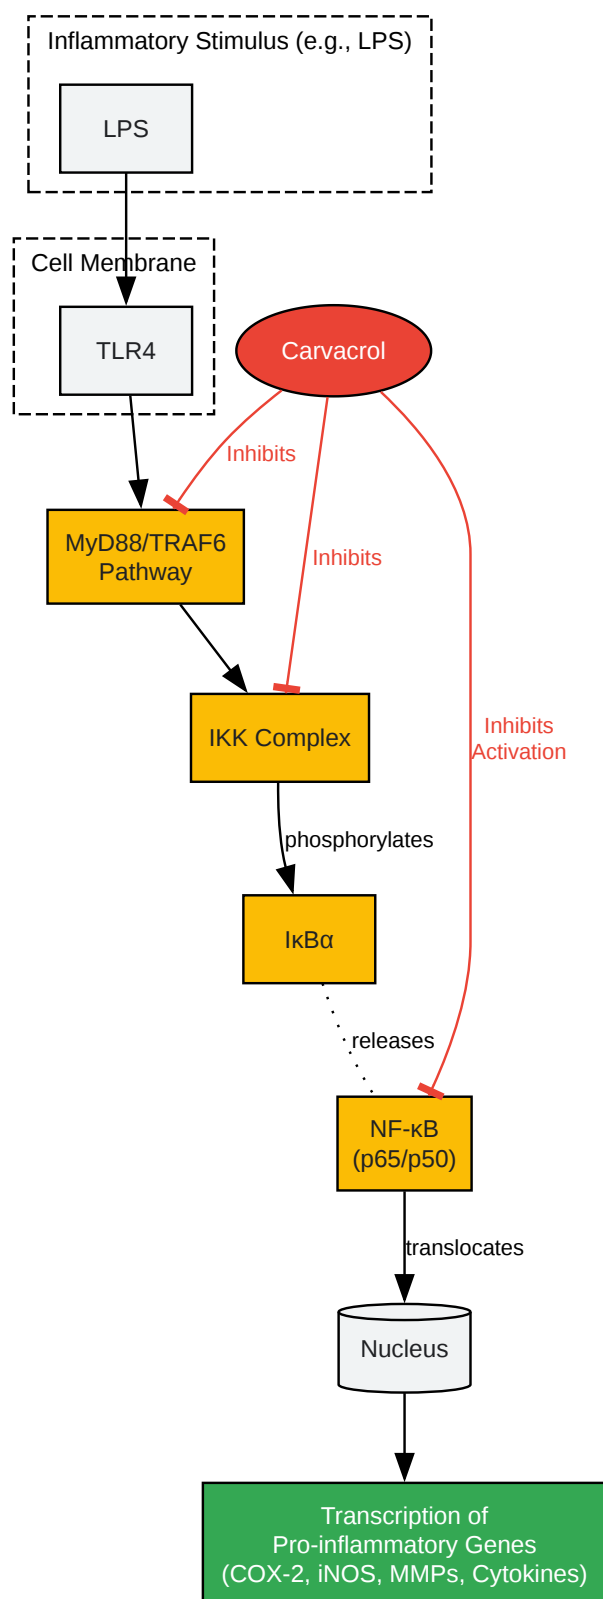 Inflammatory Stimulus (e.g., LPS)
LPS
Cell Membrane
TLR4
Carvacrol
Inhibits
MyD88/TRAF6
Pathway
Inhibits
IKK Complex
Inhibits
Activation
phosphorylates
IκBα
releases
NF-κB
(p65/p50)
translocates
Nucleus
Transcription of
Pro-inflammatory Genes
(COX-2, iNOS, MMPs, Cytokines)